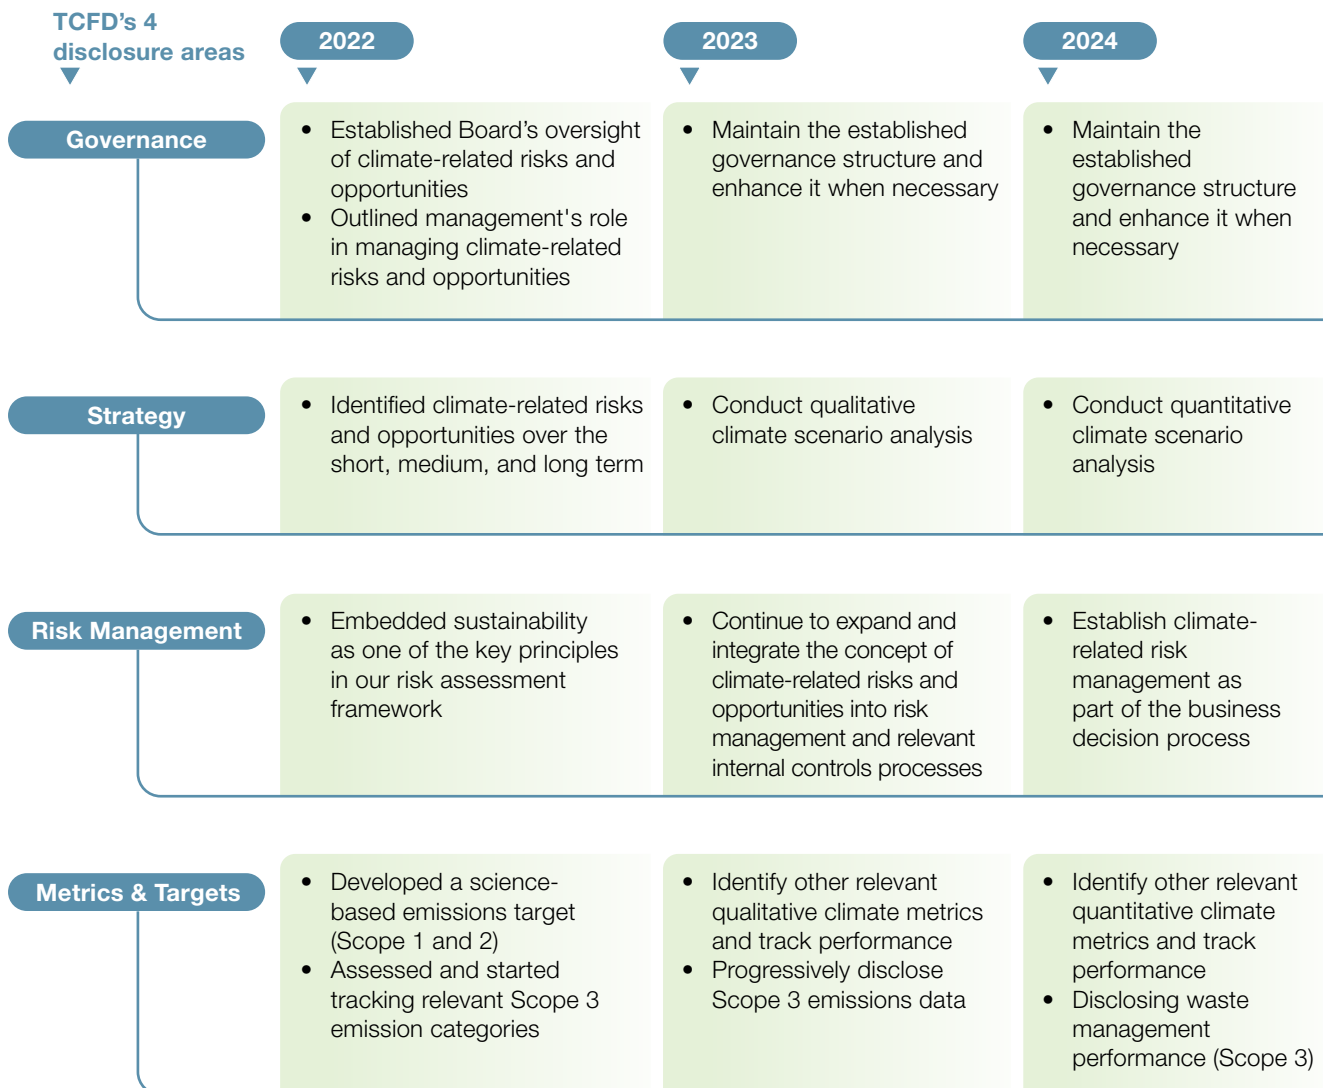 TCFD's 4
disclosure areas
2022
2023
2024
Governance
• Established Board's oversight
of climate-related risks and
opportunities
• Outlined management's role
in managing climate-related
risks and opportunities
• Maintain the established
governance structure and
enhance it when necessary
• Maintain the
established
governance structure
and enhance it when
necessary
Strategy
• Identified climate-related risks
and opportunities over the
short, medium, and long term
• Conduct qualitative
climate scenario analysis
• Conduct quantitative
climate scenario
analysis
Risk Management
• Embedded sustainability
as one of the key principles
in our risk assessment
framework
• Continue to expand and
integrate the concept of
climate-related risks and
opportunities into risk
management and relevant
internal controls processes
• Establish climate-
related risk
management as
part of the business
decision process
Metrics & Targets
• Developed a science-
based emissions target
(Scope 1 and 2)
• Assessed and started
tracking relevant Scope 3
emission categories
• Identify other relevant
qualitative climate metrics
and track performance
• Progressively disclose
Scope 3 emissions data
• Identify other relevant
quantitative climate
metrics and track
performance
• Disclosing waste
management
performance (Scope 3)